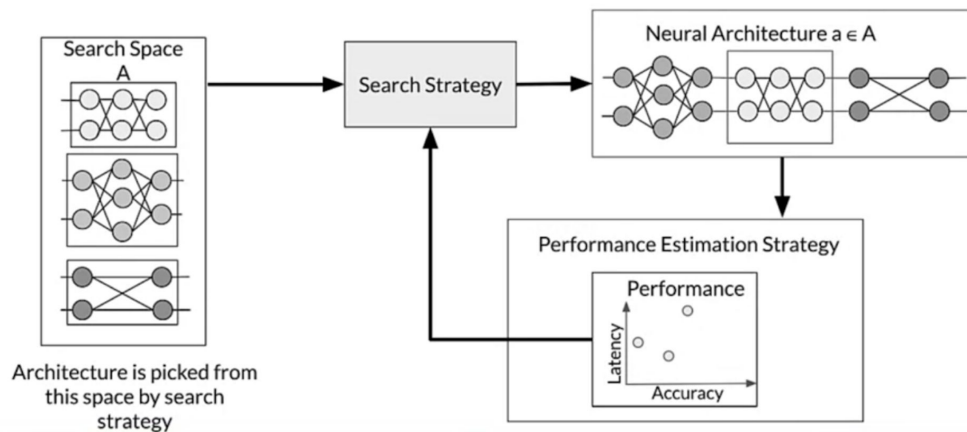 Search Space
A
Architecture is picked from
this space by search
strategy
Search Strategy
Neural Architecture a ∈ A
Performance Estimation Strategy
Performance
Latency
Accuracy